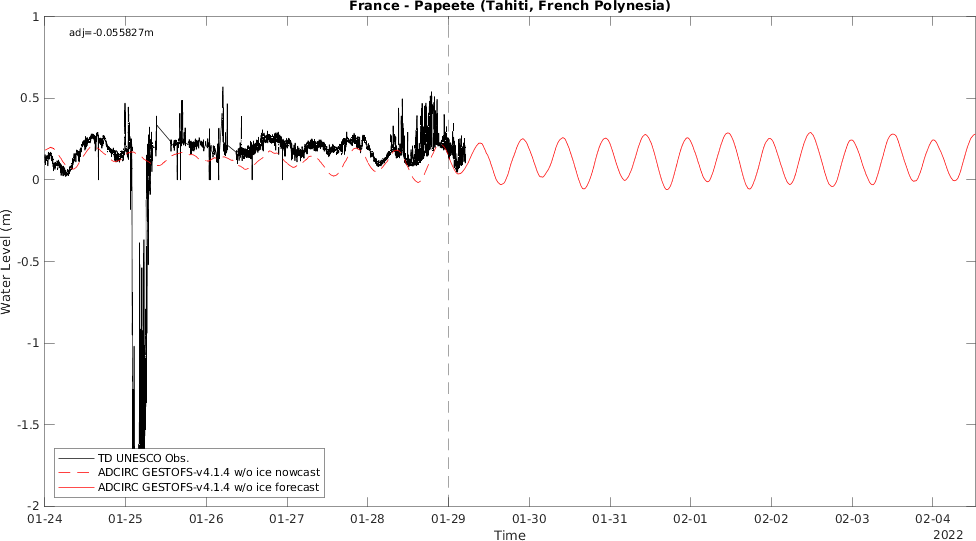 France - Papeete (Tahiti, French Polynesia)
adj=-0.055827m
1
0.5
0
-0.5
-1
-1.5
-2
Water Level (m)
TD UNESCO Obs.
ADCIRC GESTOFS-v4.1.4 w/o ice nowcast
ADCIRC GESTOFS-v4.1.4 w/o ice forecast
01-24 01-25 01-26 01-27 01-28 01-29 01-30 01-31 02-01 02-02 02-03 02-04
Time
2022